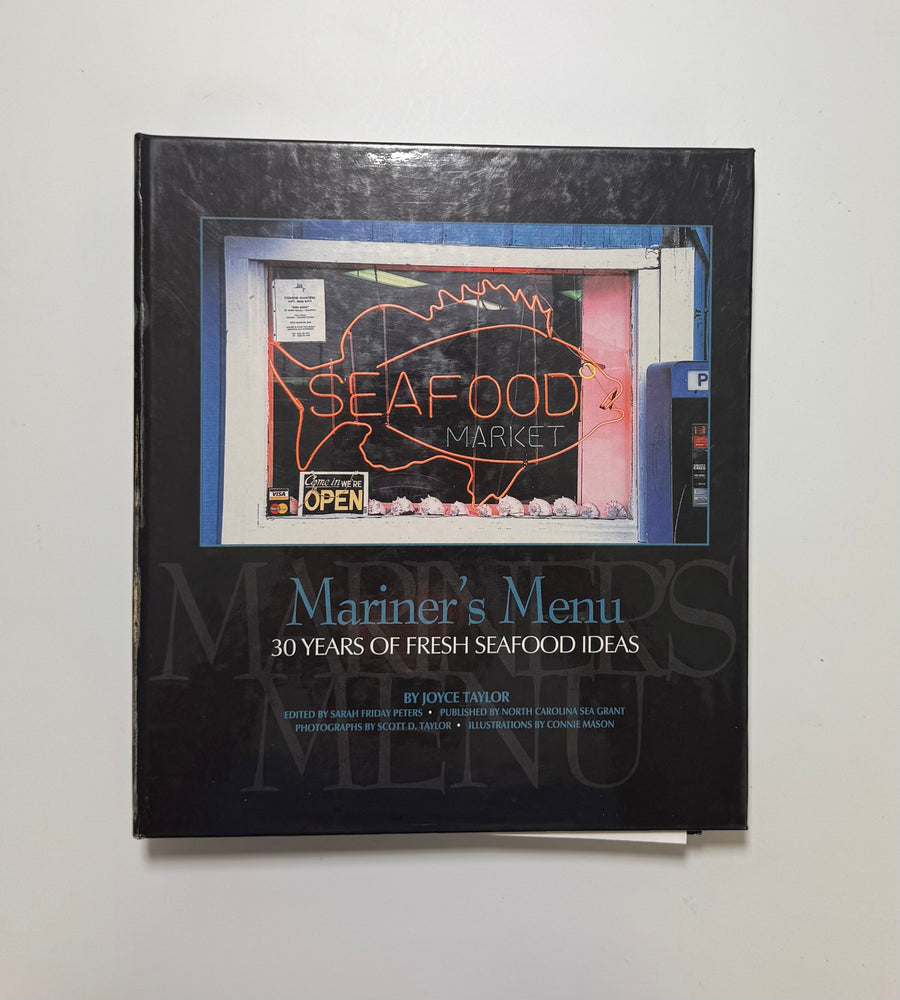 SEAFOOD
MARKET
P
VISA
Come in WE'RE
OPEN
MARINER'S
MENU
Mariner's Menu
30 YEARS OF FRESH SEAFOOD IDEAS
BY JOYCE TAYLOR
EDITED BY SARAH FRIDAY PETERS • PUBLISHED BY NORTH CAROLINA SEA GRANT
PHOTOGRAPHS BY SCOTT D. TAYLOR • ILLUSTRATIONS BY CONNIE MASON